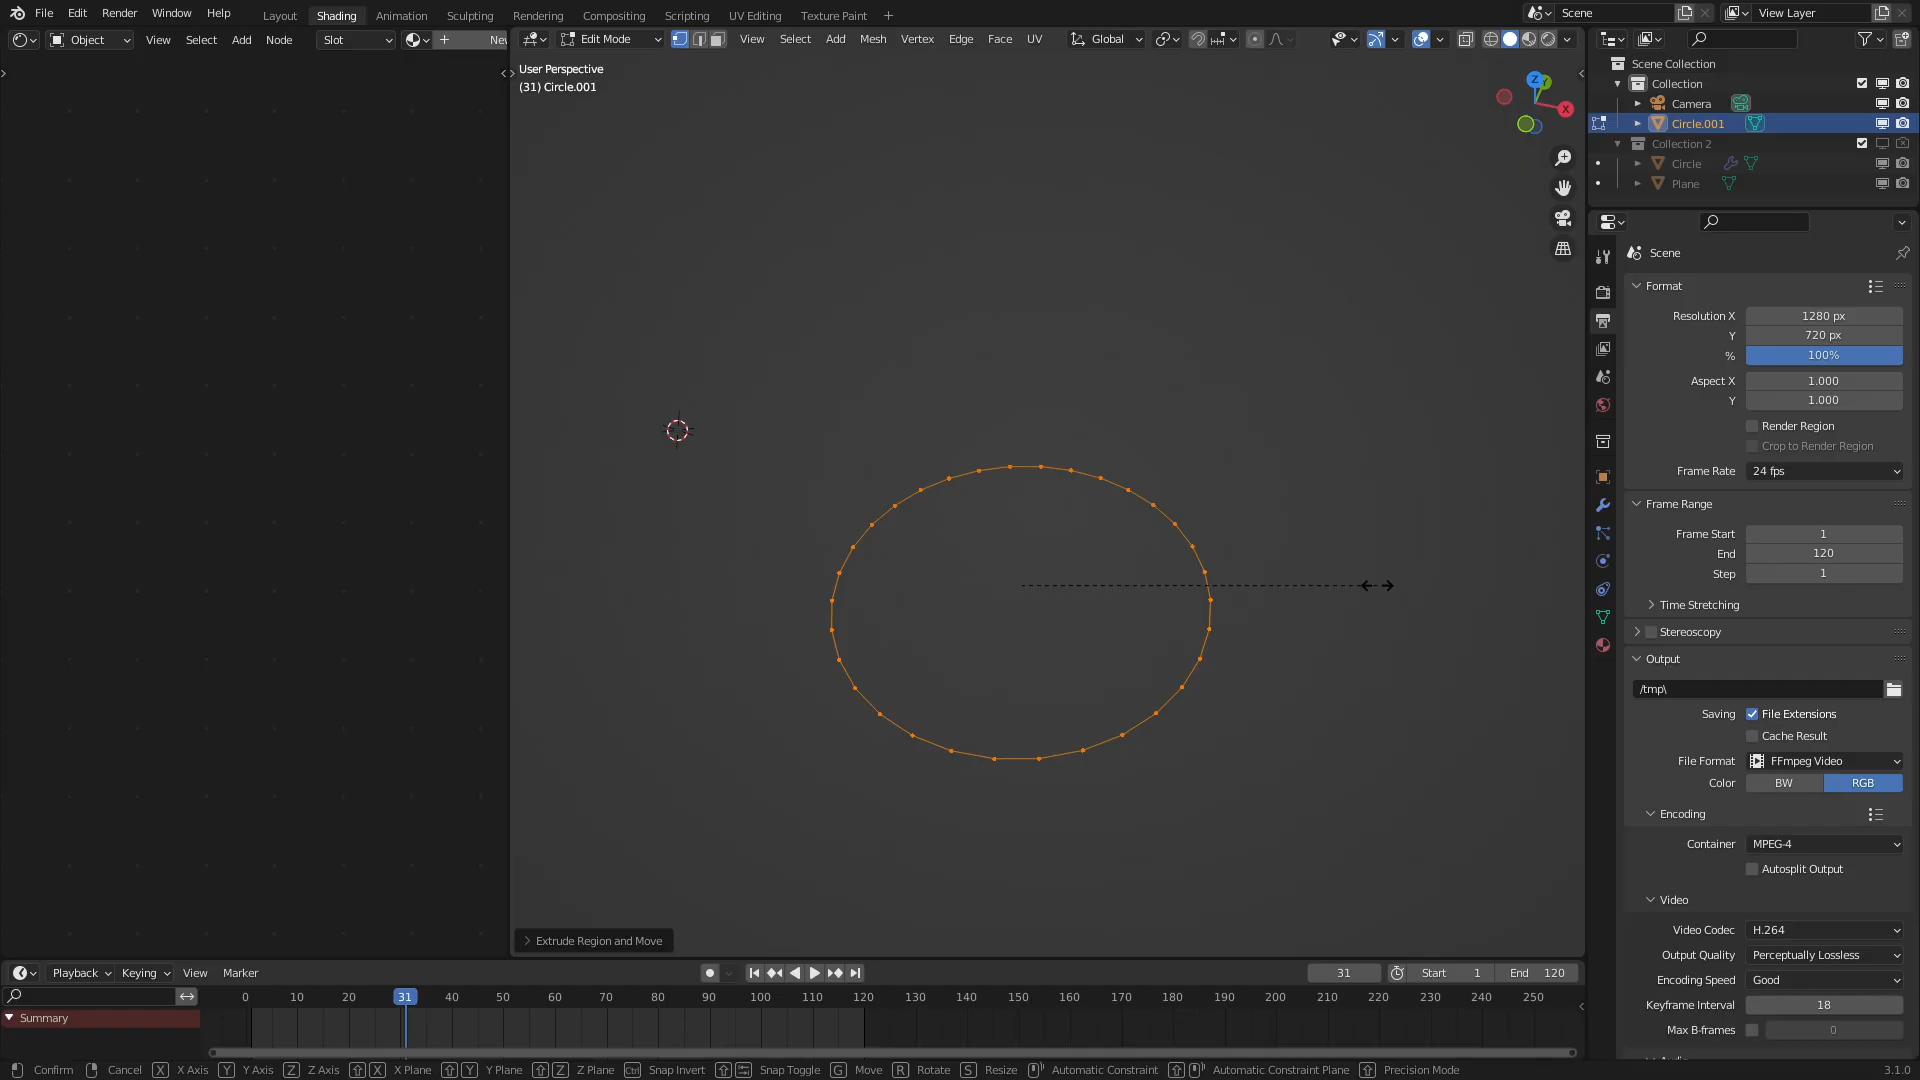 File Edit Render Window Help Layout Shading Animation Sculpting Rendering Compositing Scripting UV Editing Texture Paint + Scene View Layer
Object View Select Add Node Slot + New
Edit Mode View Select Add Mesh Vertex Edge Face UV Global
User Perspective
(31) Circle.001
Z
Y
X
Scene Collection
Collection
Camera
Circle.001
Collection 2
Circle
Plane
Scene
Format
Resolution X 1280 px
Y 720 px
% 100%
Aspect X 1.000
Y 1.000
Render Region
Crop to Render Region
Frame Rate 24 fps
Frame Range
Frame Start 1
End 120
Step 1
Time Stretching
Stereoscopy
Output
/tmp\
Saving File Extensions
Cache Result
File Format FFmpeg Video
Color BW RGB
Encoding
Container MPEG-4
Autosplit Output
Video
Video Codec H.264
Output Quality Perceptually Lossless
Encoding Speed Good
Keyframe Interval 18
Max B-frames 0
Extrude Region and Move
Playback Keying View Marker 31 Start 1 End 120
0 10 20 31 40 50 60 70 80 90 100 110 120 130 140 150 160 170 180 190 200 210 220 230 240 250
Summary
Confirm Cancel X X Axis Y Y Axis Z Z Axis X X Plane Y Y Plane Z Z Plane Ctrl Snap Invert Snap Toggle G Move R Rotate S Resize Automatic Constraint Automatic Constraint Plane Precision Mode 3.1.0